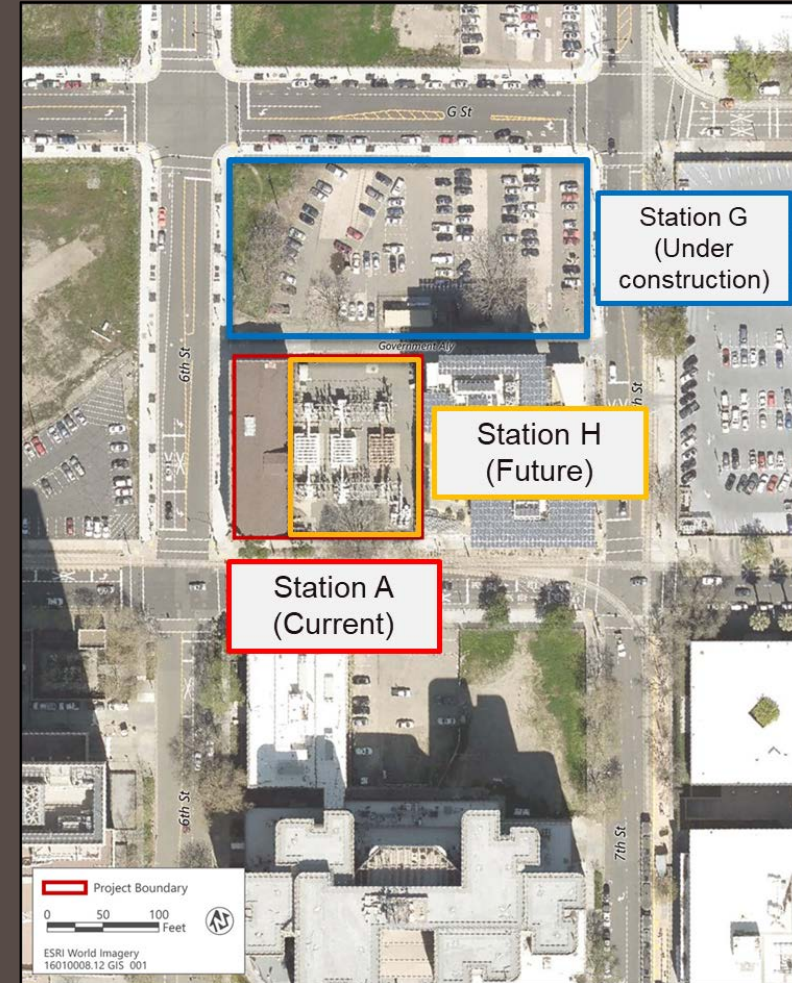 G St
Station G
(Under
construction)
Government Aly
6th St
Station H
(Future)
Station A
(Current)
6th St
7th St
Project Boundary
0 50 100
Feet
ESRI World Imagery
16010008.12 GIS 001